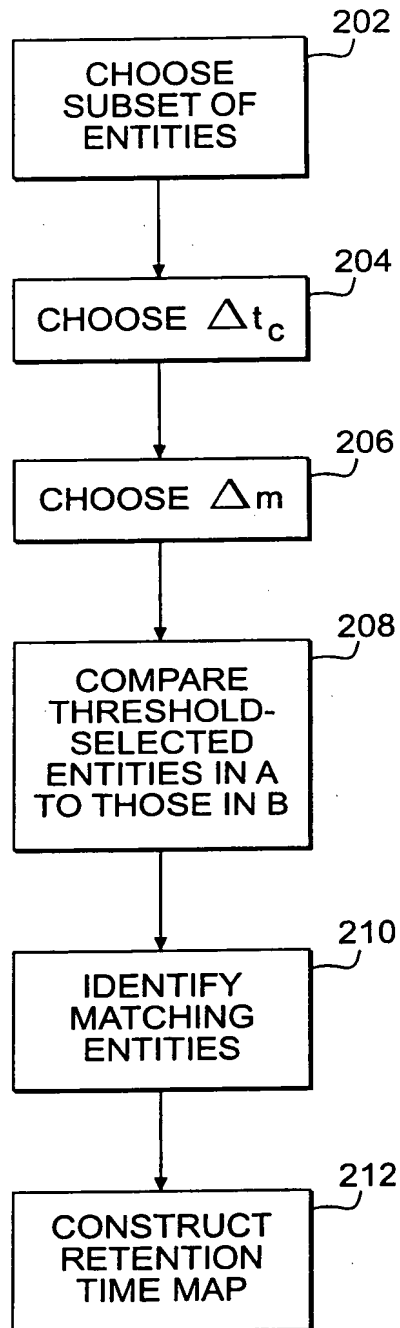 202
CHOOSE
SUBSET OF
ENTITIES
204
CHOOSE Δtc
206
CHOOSE Δm
208
COMPARE
THRESHOLD-
SELECTED
ENTITIES IN A
TO THOSE IN B
210
IDENTIFY
MATCHING
ENTITIES
212
CONSTRUCT
RETENTION
TIME MAP